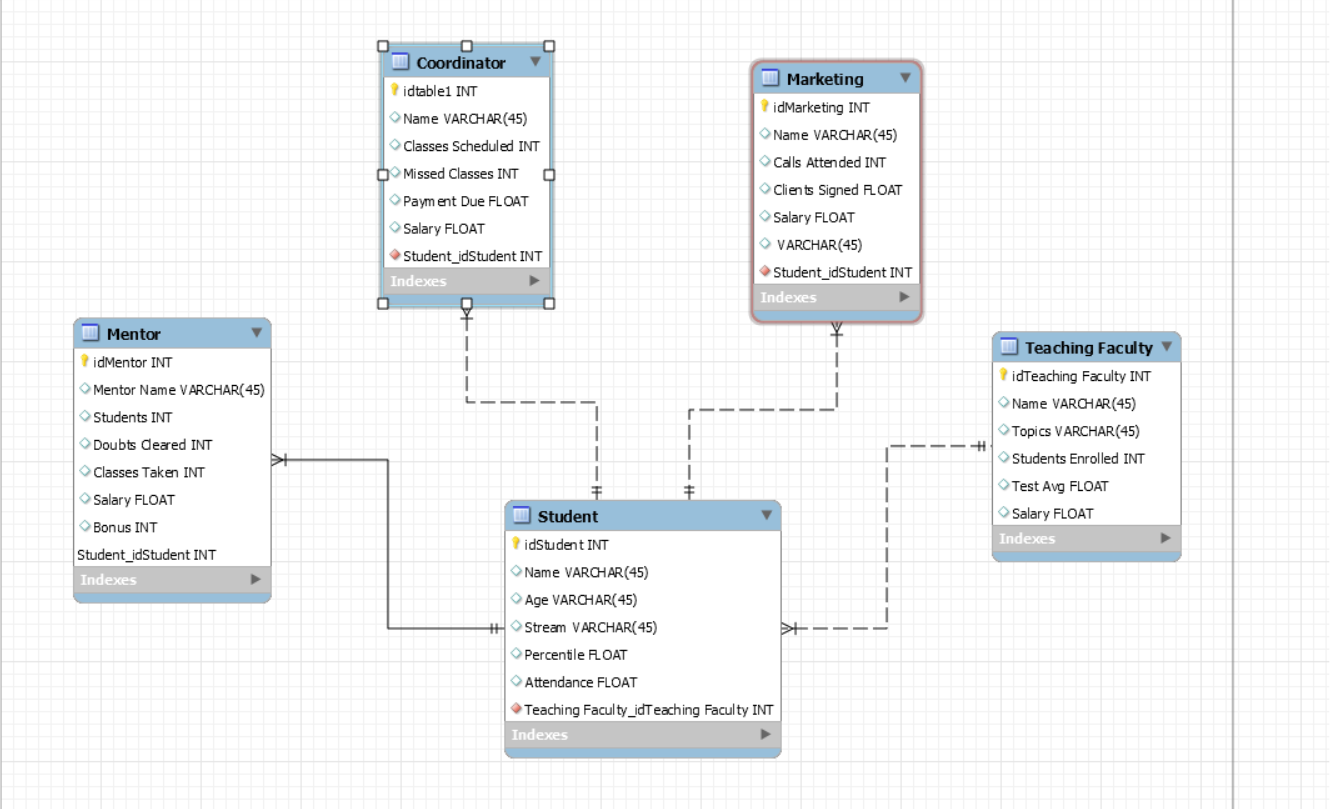 Coordinator
idtable1 INT
Name VARCHAR(45)
Classes Scheduled INT
Missed Classes INT
Payment Due FLOAT
Salary FLOAT
Student_idStudent INT
Indexes
Marketing
idMarketing INT
Name VARCHAR(45)
Calls Attended INT
Clients Signed FLOAT
Salary FLOAT
VARCHAR(45)
Student_idStudent INT
Indexes
Mentor
idMentor INT
Mentor Name VARCHAR(45)
Students INT
Doubts Cleared INT
Classes Taken INT
Salary FLOAT
Bonus INT
Student_idStudent INT
Indexes
Teaching Faculty
idTeaching Faculty INT
Name VARCHAR(45)
Topics VARCHAR(45)
Students Enrolled INT
Test Avg FLOAT
Salary FLOAT
Indexes
Student
idStudent INT
Name VARCHAR(45)
Age VARCHAR(45)
Stream VARCHAR(45)
Percentile FLOAT
Attendance FLOAT
Teaching Faculty_idTeaching Faculty INT
Indexes